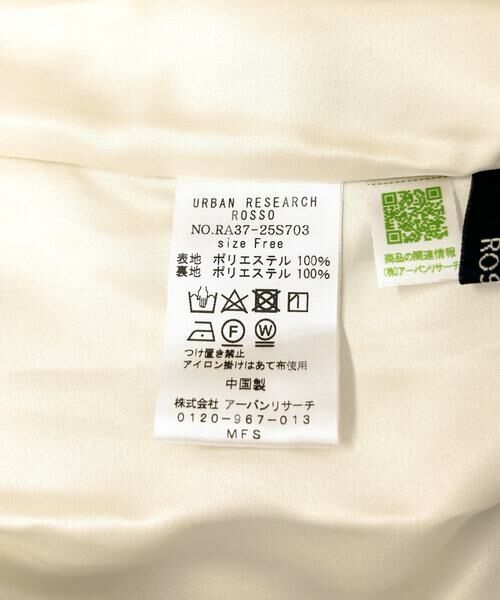 URBAN RESEARCH
ROSSO
NO.RA37-25S703
size Free
表地 ポリエステル 100%
裏地 ポリエステル 100%
F W
つけ置き禁止
アイロン掛けはあて布使用
中国製
株式会社 アーバンリサーチ
0120-967-013
MFS
商品の関連情報
(株)アーバンリサーチ
ROS